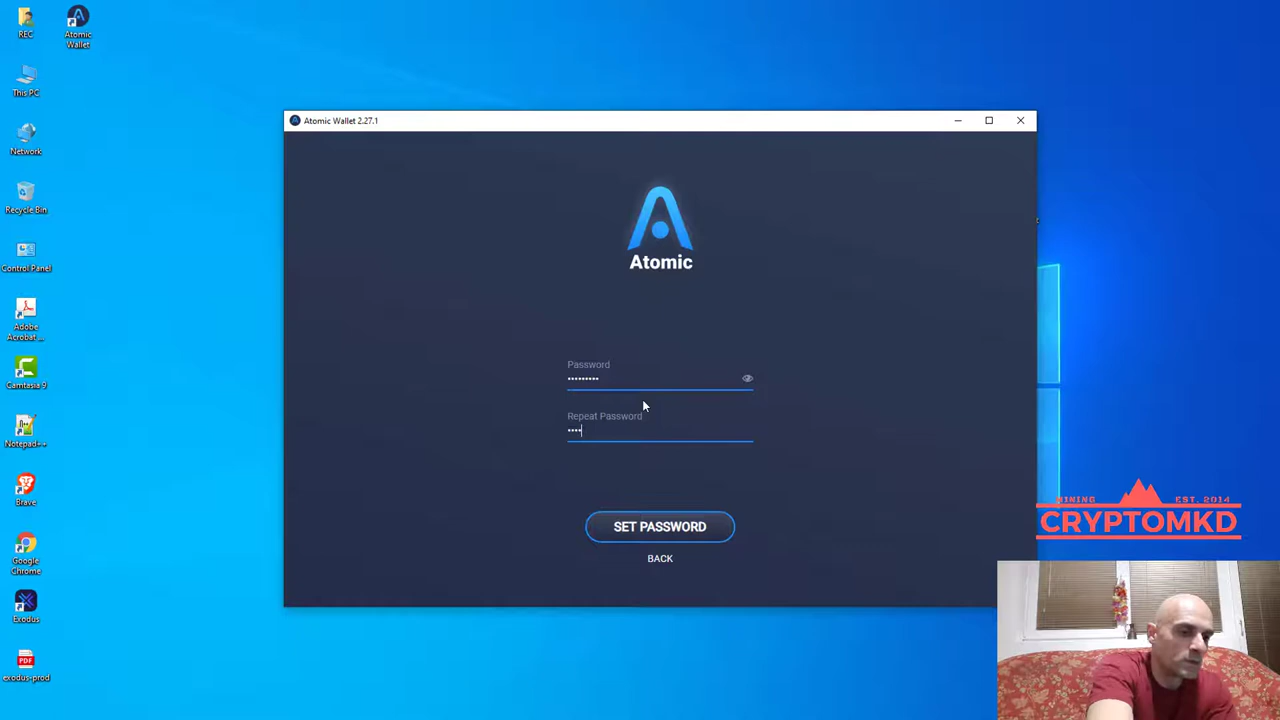 REC
Atomic
Wallet
This PC
Network
Recycle Bin
Control Panel
Adobe
Acrobat ...
Camtasia 9
Notepad++
Brave
Google
Chrome
Exodus
exodus-prod
Atomic Wallet 2.27.1
Atomic
Password
•••••••••
Repeat Password
••••
SET PASSWORD
BACK
MINING EST. 2014
CRYPTOMKD